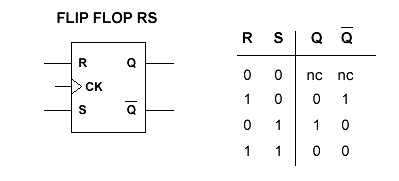 FLIP FLOP RS
R Q
CK
S Q̅
R S Q Q̅
0 0 nc nc
1 0 0 1
0 1 1 0
1 1 0 0